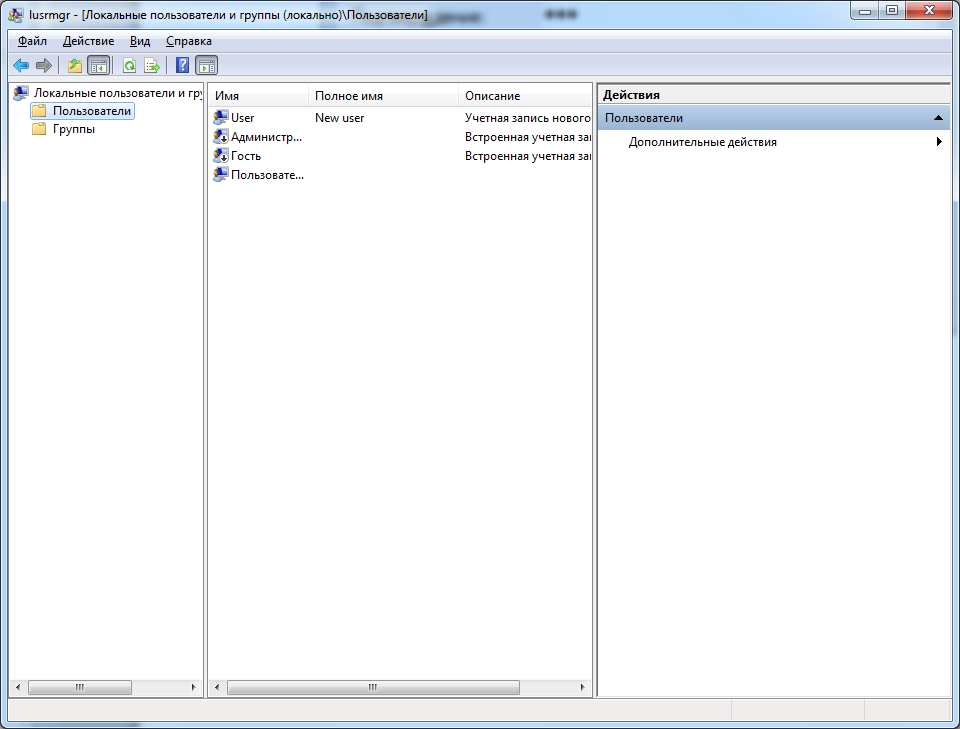 lusrmgr - [Локальные пользователи и группы (локально)\Пользователи]
Файл Действие Вид Справка
Локальные пользователи и гру
Пользователи
Группы
Имя Полное имя Описание
User New user Учетная запись нового
Администр... Встроенная учетная за
Гость Встроенная учетная за
Пользовате...
Действия
Пользователи
Дополнительные действия